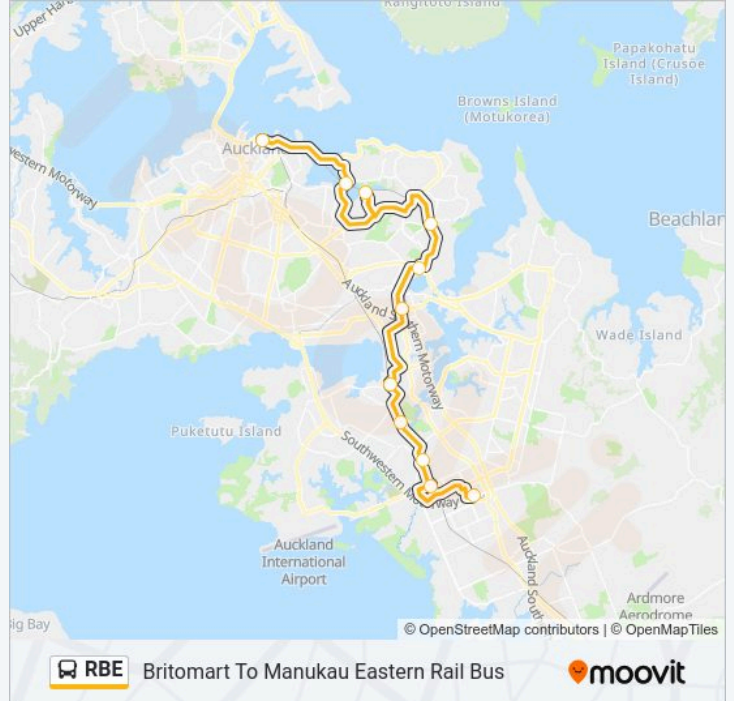 Rangitoto Island
Upper Har
Papakohatu
Island (Crusoe
Island)
Browns Island
(Motukorea)
Auckland
western Motorway
Beachlan
Auckland Southern Motorway
Wade Island
Puketutu Island
Southwestern Motorway
Auckland
International
Airport
Auckland South
Ardmore
Aerodrome
Big Bay
© OpenStreetMap contributors | © OpenMapTiles
RBE
Britomart To Manukau Eastern Rail Bus
moovit